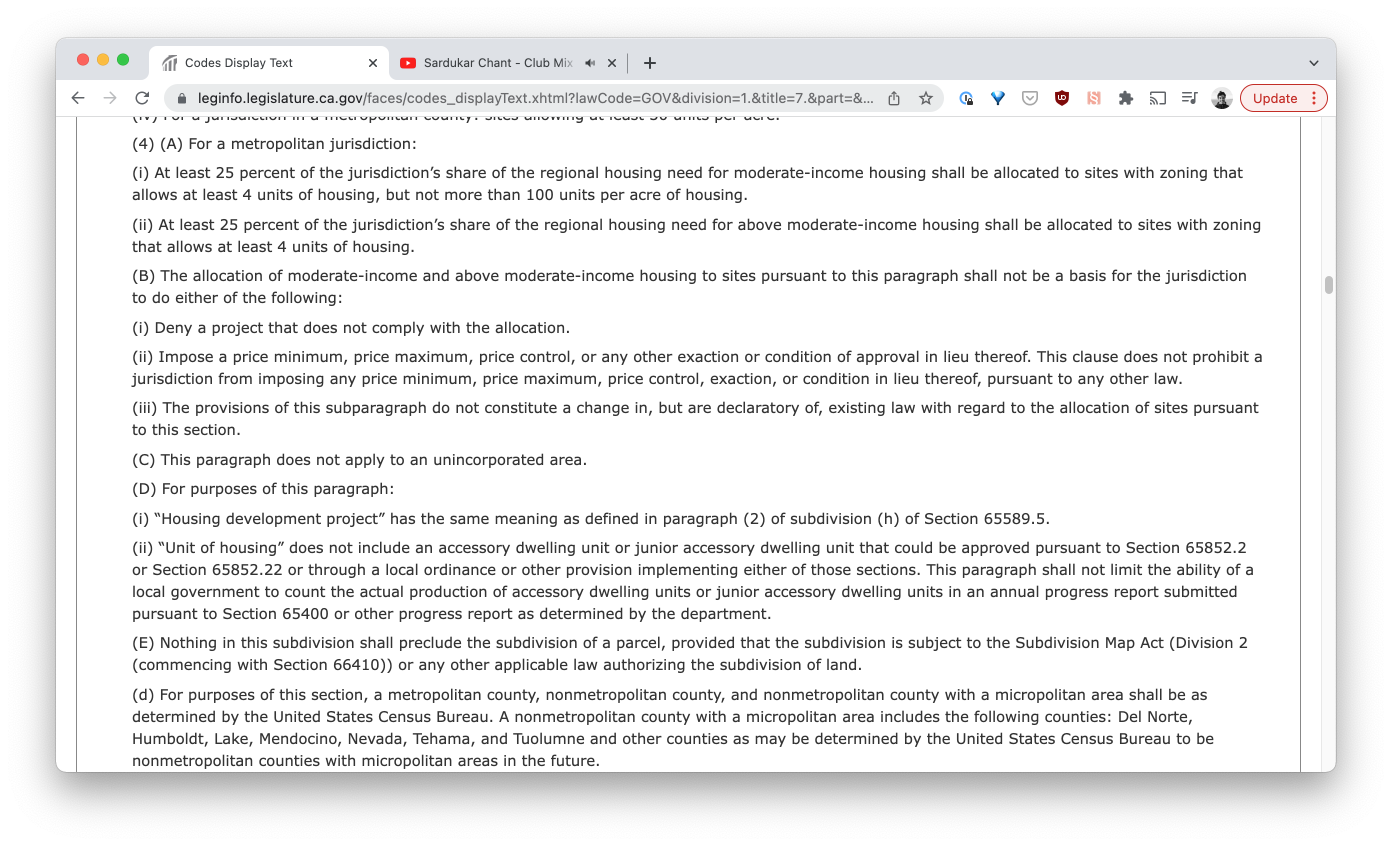 Codes Display Text
Sardukar Chant - Club Mix
leginfo.legislature.ca.gov/faces/codes_displayText.xhtml?lawCode=GOV&division=1.&title=7.&part=&...
Update
(iv) For a jurisdiction in a metropolitan county: sites allowing at least 30 units per acre.
(4) (A) For a metropolitan jurisdiction:
(i) At least 25 percent of the jurisdiction’s share of the regional housing need for moderate-income housing shall be allocated to sites with zoning that
allows at least 4 units of housing, but not more than 100 units per acre of housing.
(ii) At least 25 percent of the jurisdiction’s share of the regional housing need for above moderate-income housing shall be allocated to sites with zoning
that allows at least 4 units of housing.
(B) The allocation of moderate-income and above moderate-income housing to sites pursuant to this paragraph shall not be a basis for the jurisdiction
to do either of the following:
(i) Deny a project that does not comply with the allocation.
(ii) Impose a price minimum, price maximum, price control, or any other exaction or condition of approval in lieu thereof. This clause does not prohibit a
jurisdiction from imposing any price minimum, price maximum, price control, exaction, or condition in lieu thereof, pursuant to any other law.
(iii) The provisions of this subparagraph do not constitute a change in, but are declaratory of, existing law with regard to the allocation of sites pursuant
to this section.
(C) This paragraph does not apply to an unincorporated area.
(D) For purposes of this paragraph:
(i) “Housing development project” has the same meaning as defined in paragraph (2) of subdivision (h) of Section 65589.5.
(ii) “Unit of housing” does not include an accessory dwelling unit or junior accessory dwelling unit that could be approved pursuant to Section 65852.2
or Section 65852.22 or through a local ordinance or other provision implementing either of those sections. This paragraph shall not limit the ability of a
local government to count the actual production of accessory dwelling units or junior accessory dwelling units in an annual progress report submitted
pursuant to Section 65400 or other progress report as determined by the department.
(E) Nothing in this subdivision shall preclude the subdivision of a parcel, provided that the subdivision is subject to the Subdivision Map Act (Division 2
(commencing with Section 66410)) or any other applicable law authorizing the subdivision of land.
(d) For purposes of this section, a metropolitan county, nonmetropolitan county, and nonmetropolitan county with a micropolitan area shall be as
determined by the United States Census Bureau. A nonmetropolitan county with a micropolitan area includes the following counties: Del Norte,
Humboldt, Lake, Mendocino, Nevada, Tehama, and Tuolumne and other counties as may be determined by the United States Census Bureau to be
nonmetropolitan counties with micropolitan areas in the future.